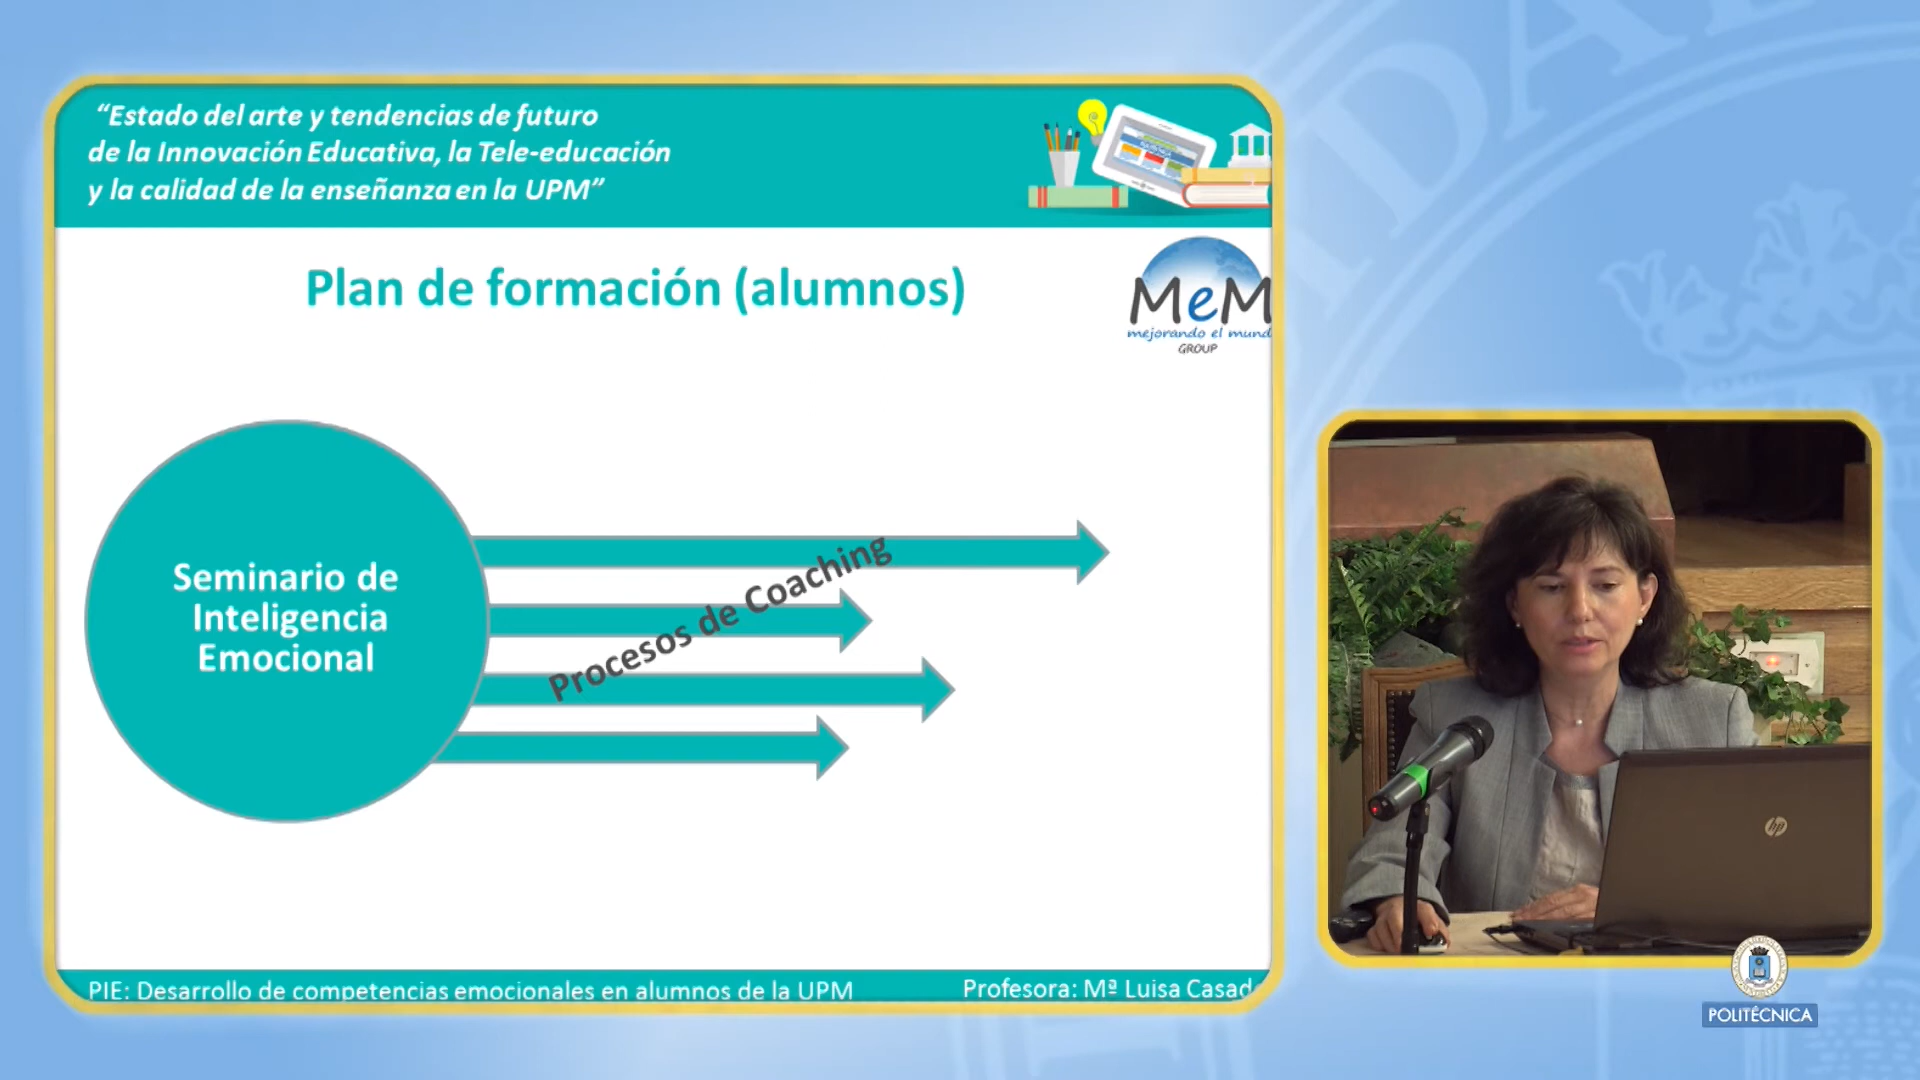 “Estado del arte y tendencias de futuro
de la Innovación Educativa, la Tele-educación
y la calidad de la enseñanza en la UPM”
Plan de formación (alumnos)
MeM
mejorando el mund
GROUP
Seminario de
Inteligencia
Emocional
Procesos de Coaching
PIE: Desarrollo de competencias emocionales en alumnos de la UPM
Profesora: Mª Luisa Casad
hp
POLITÉCNICA